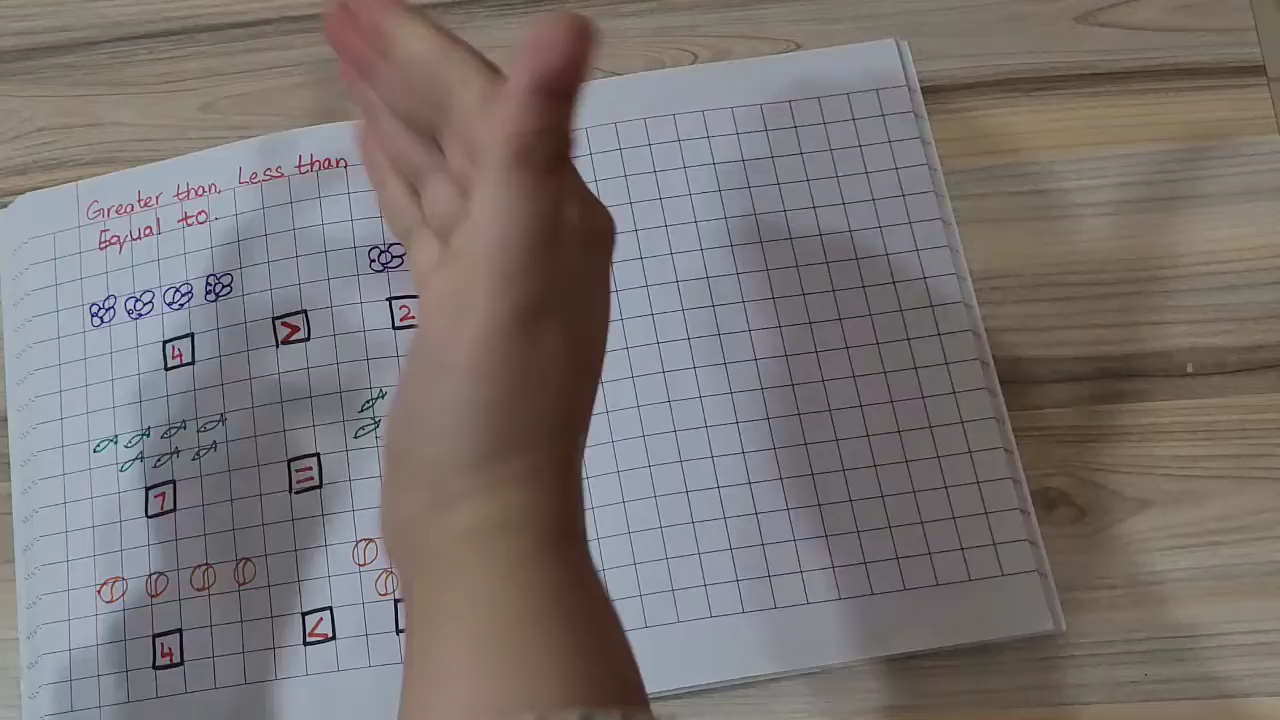 Greater than, Less than
Equal to.
4 > 2
7 =
4 <